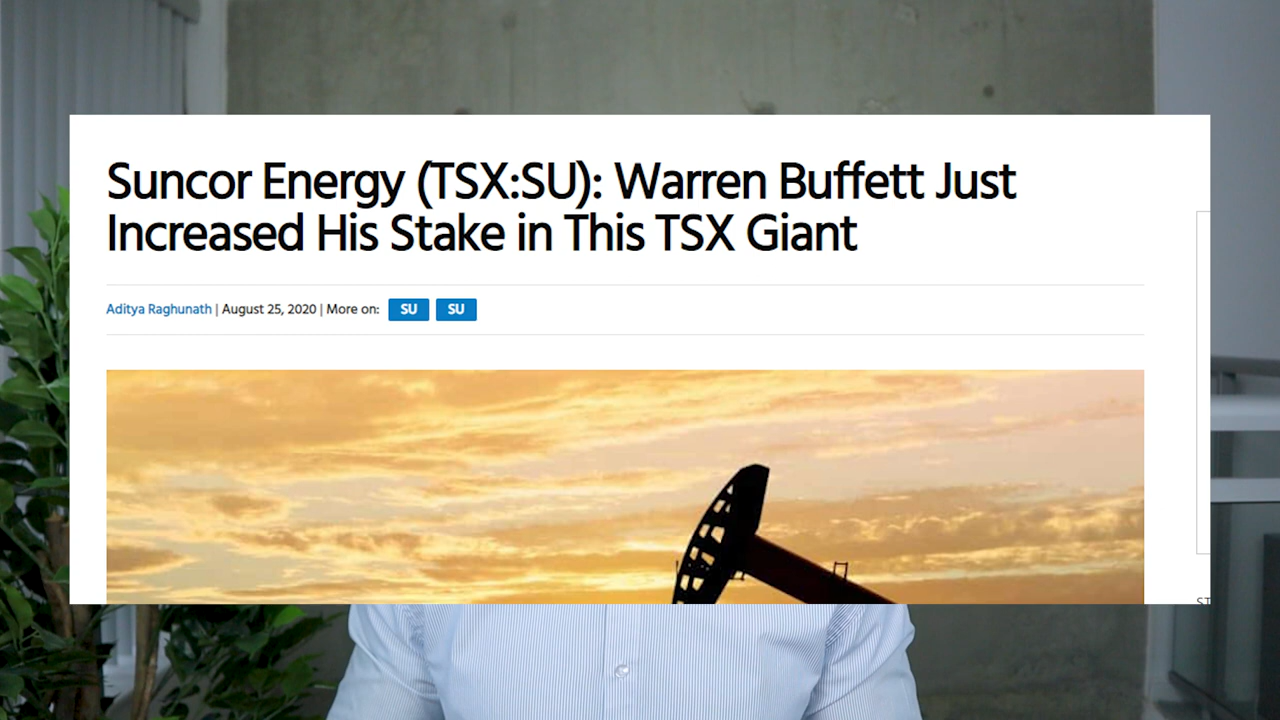 Suncor Energy (TSX:SU): Warren Buffett Just
Increased His Stake in This TSX Giant
Aditya Raghunath | August 25, 2020 | More on: SU SU